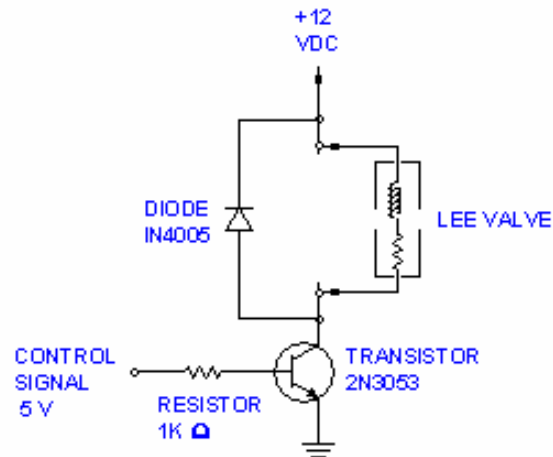 +12
VDC
DIODE
IN4005
LEE VALVE
CONTROL
SIGNAL
5 V
RESISTOR
1K Ω
TRANSISTOR
2N3053